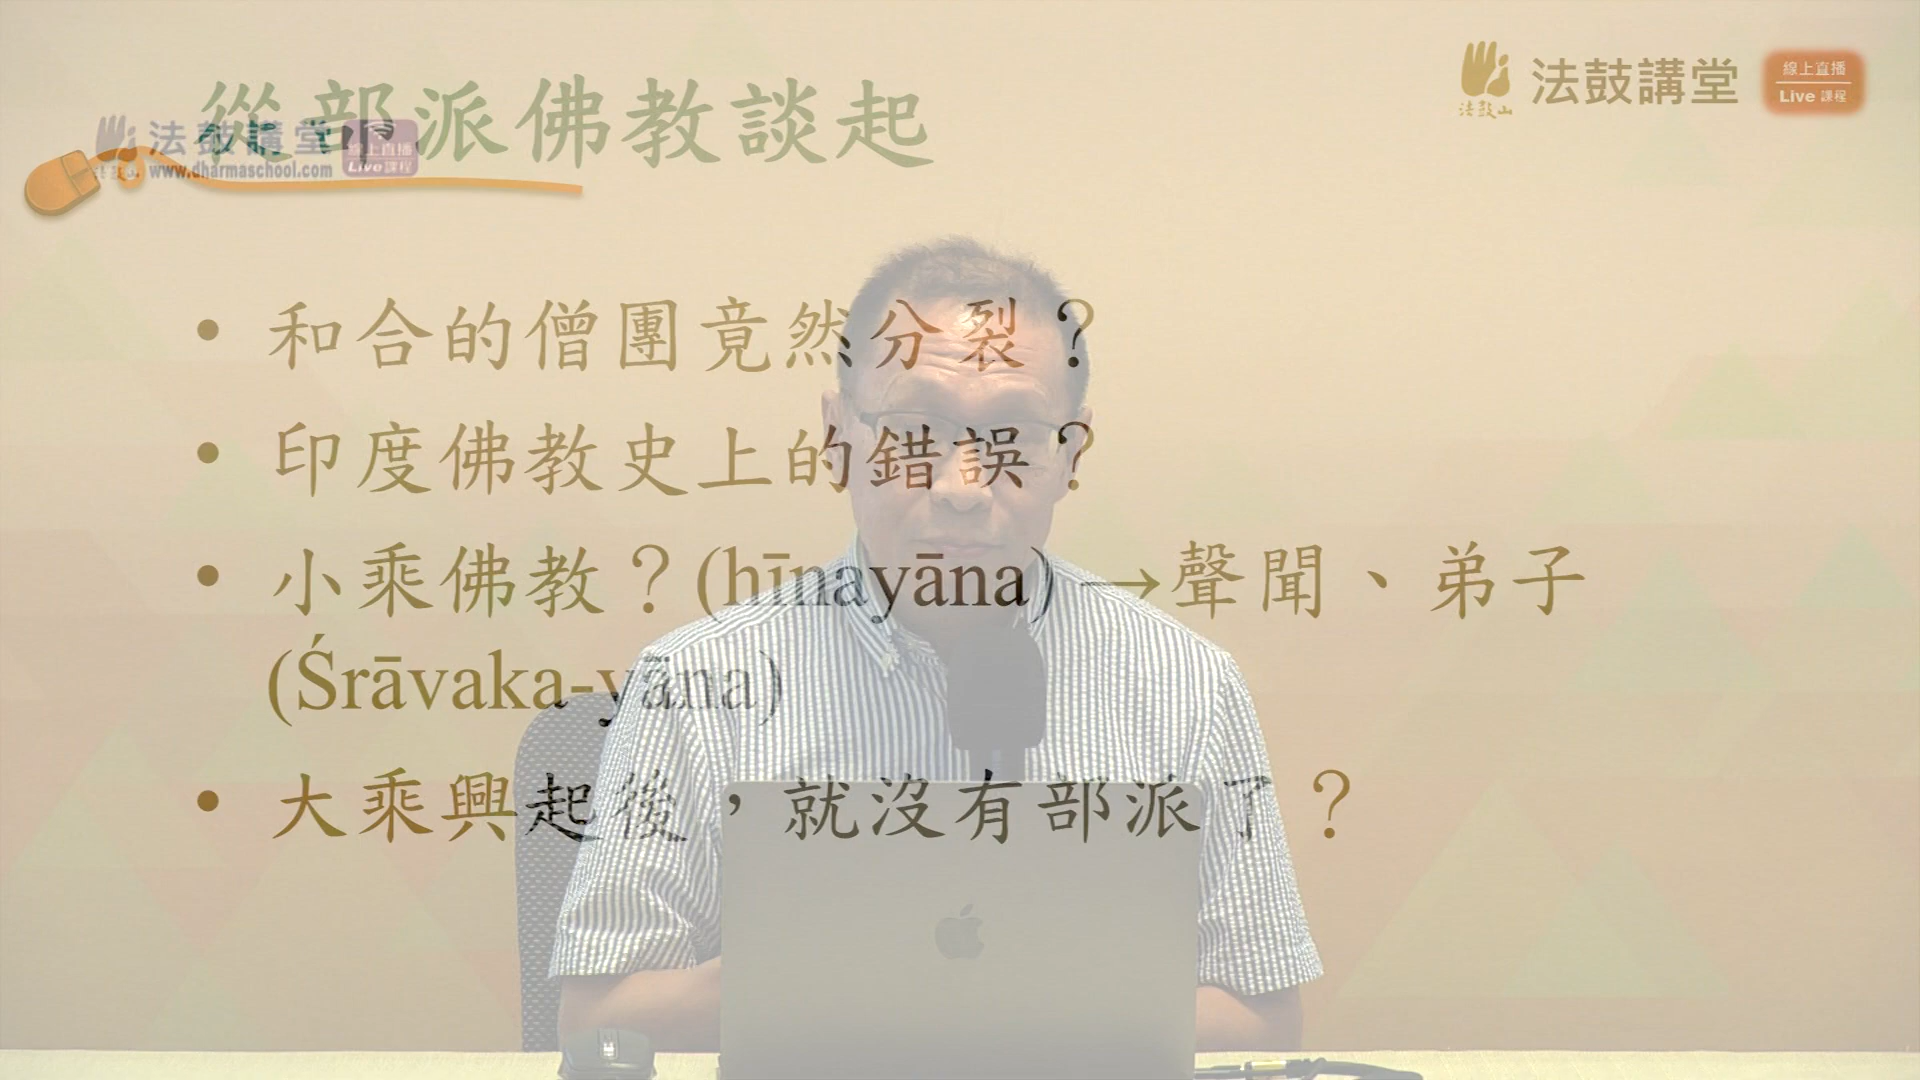 從部派佛教談起
法鼓講堂
www.dharmaschool.com
線上直播
Live 課程
法鼓山
法鼓講堂
線上直播
Live 課程
• 和合的僧團竟然分裂？
• 印度佛教史上的錯誤？
• 小乘佛教？(hīnayāna)→聲聞、弟子
(Śrāvaka-yāna)
• 大乘興起後，就沒有部派了？